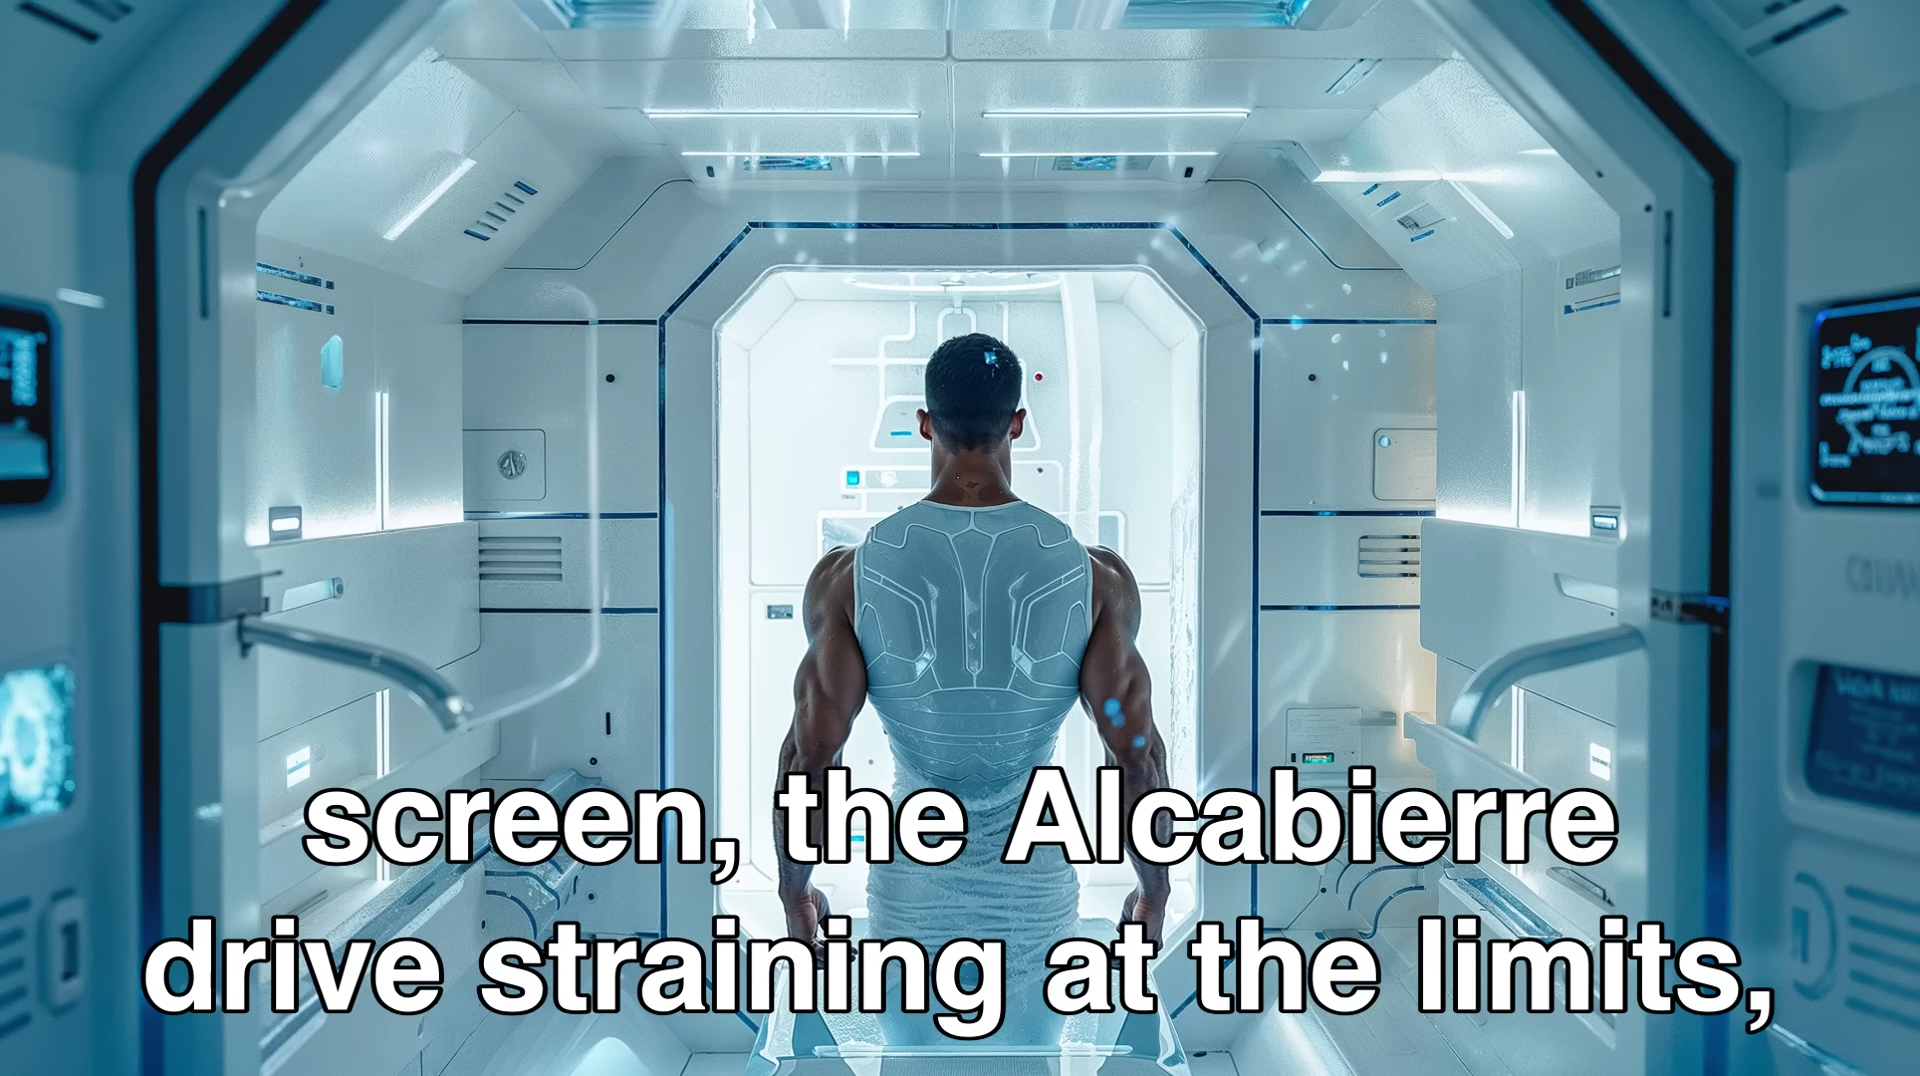 screen, the Alcabierre
drive straining at the limits,